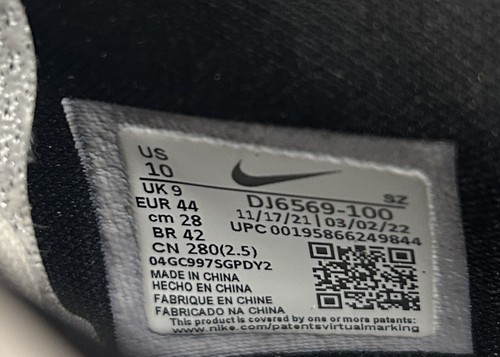 US
10
UK 9
EUR 44
cm 28
BR 42
CN 280(2.5)
04GC997SGPDY2
MADE IN CHINA
HECHO EN CHINA
FABRIQUE EN CHINE
FABRICADO NA CHINA
SZ
DJ6569-100
11/17/21 | 03/02/22
UPC 00195866249844
This product is covered by one or more patents:
www.nike.com/patentsvirtualmarking